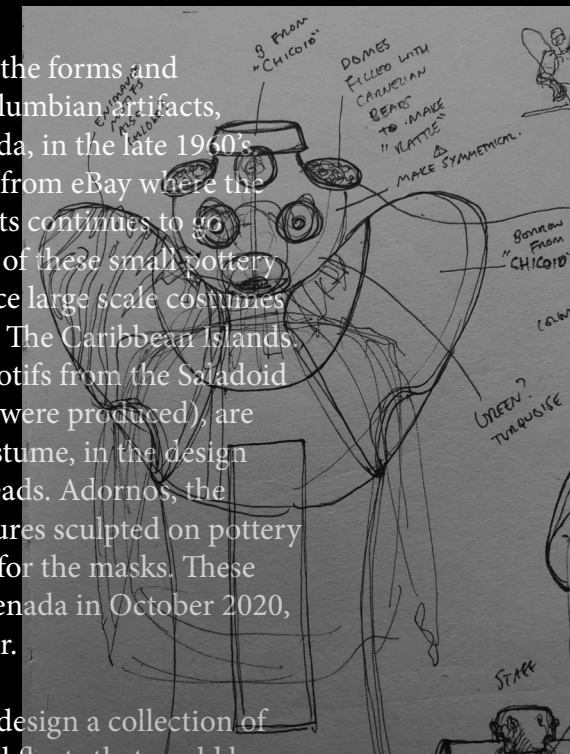 the forms and
lumbian artifacts,
da, in the late 1960's
from eBay where the
ts continues to go
of these small pottery
ce large scale costumes
The Caribbean Islands.
otifs from the Saladoid
were produced), are
stume, in the design
eads. Adornos, the
ures sculpted on pottery
for the masks. These
enada in October 2020,
r.
design a collection of
FROM
"CHICOID"
DOMES
FILLED WITH
CARNELIAN
BEADS
TO MAKE
"RATTLE"
MAKE SYMMETRICAL.
BORROW
FROM
"CHICOID"
GREEN?
TURQUOISE
STAFF